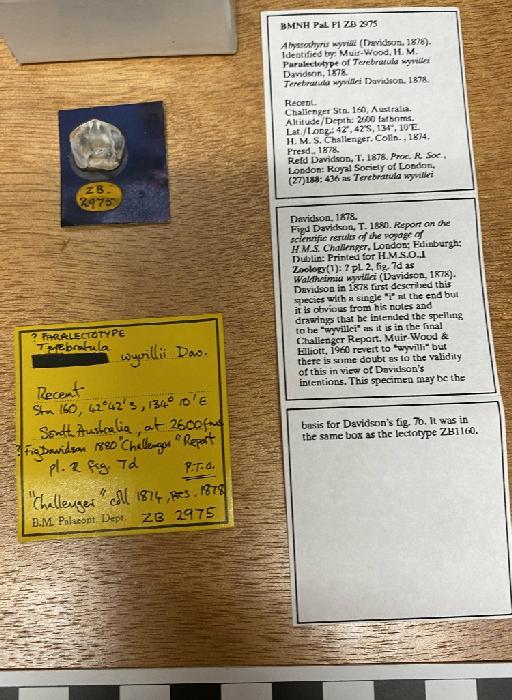 BMNH PaL PI ZB 2975
Abyssothyris wyvilli (Davidson, 1878).
Identified by: Muir-Wood, H. M.
Paralectotype of Terebratula wyvillei
Davidson, 1878.
Terebratula wyvillei Davidson, 1878.
Recent.
Challenger Stn. 160, Australia.
Altitude/Depth: 2600 fathoms.
Lat./Long.: 42°, 42'S, 134°, 10'E.
H. M. S. Challenger. Colln., 1874.
Presd., 1878.
Refd Davidson, T. 1878. Proc. R. Soc.,
London: Royal Society of London,
(27)188: 436 as Terebratula wyvillei
Davidson, 1878.
Figd Davidson, T. 1880. Report on the
scientific results of the voyage of
H.M.S. Challenger, London; Edinburgh;
Dublin: Printed for H.M.S.O.,
Zoology(1): ? pl. 2, fig. 7d as
Waldheimia wyvillei (Davidson, 1878).
Davidson in 1878 first described this
species with a single "i" at the end but
it is obvious from his notes and
drawings that he intended the spelling
to be "wyvillei" as it is in the final
Challenger Report. Muir-Wood &
Elliott, 1960 revert to "wyvilli" but
there is some doubt as to the validity
of this in view of Davidson's
intentions. This specimen may be the
basis for Davidson's fig. 7b. It was in
the same box as the lectotype ZB1160.
ZB.
2975
? PARALECTOTYPE
Terebratula
wyvillii Dav.
Recent
Stn 160, 42°42'S, 134° 10'E
South Australia, at 2600fms
? Fig Davidson 1880 "Challenger" Report
pl. 2 fig. 7d
P.T.O.
"Challenger" coll 1874, PRES. 1878
B.M. Palaeont. Dept. ZB 2975